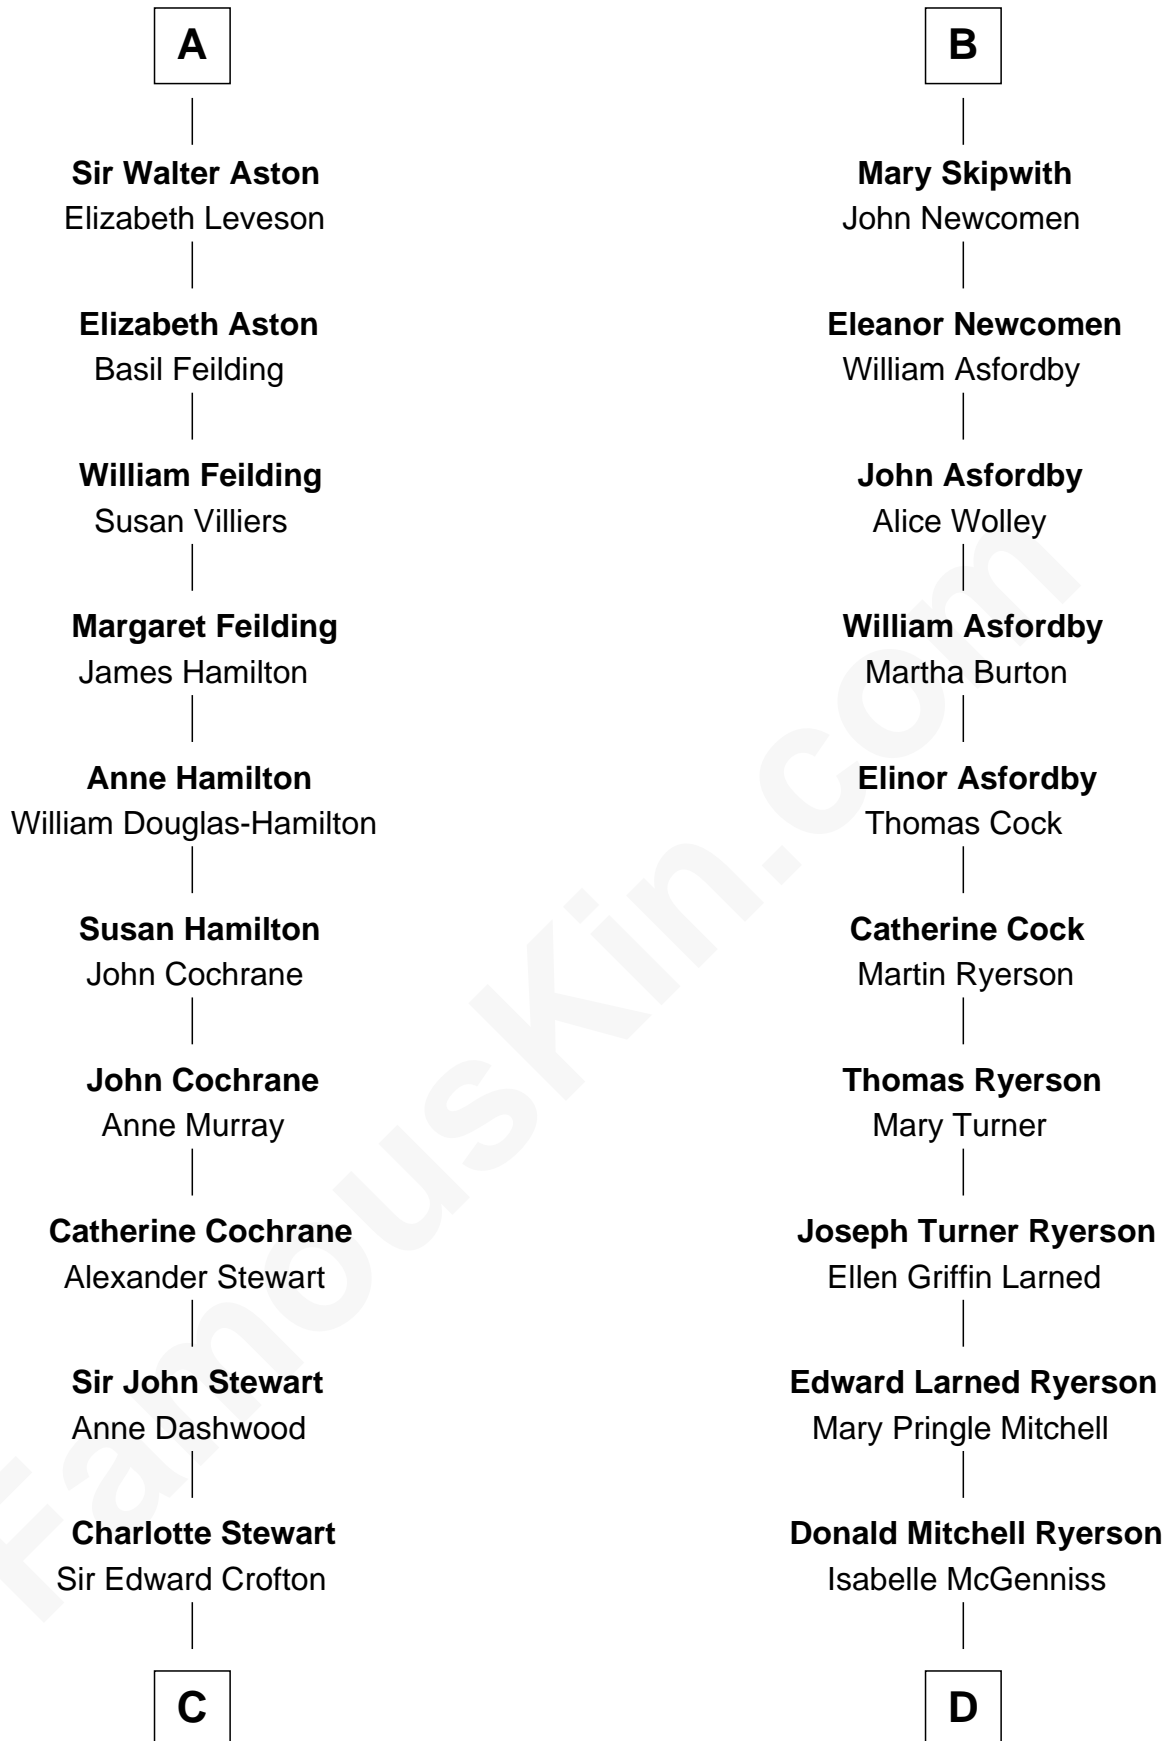 A
Sir Walter Aston
Elizabeth Leveson
Elizabeth Aston
Basil Feilding
William Feilding
Susan Villiers
Margaret Feilding
James Hamilton
Anne Hamilton
William Douglas-Hamilton
Susan Hamilton
John Cochrane
John Cochrane
Anne Murray
Catherine Cochrane
Alexander Stewart
Sir John Stewart
Anne Dashwood
Charlotte Stewart
Sir Edward Crofton
C
B
Mary Skipwith
John Newcomen
Eleanor Newcomen
William Asfordby
John Asfordby
Alice Wolley
William Asfordby
Martha Burton
Elinor Asfordby
Thomas Cock
Catherine Cock
Martin Ryerson
Thomas Ryerson
Mary Turner
Joseph Turner Ryerson
Ellen Griffin Larned
Edward Larned Ryerson
Mary Pringle Mitchell
Donald Mitchell Ryerson
Isabelle McGenniss
D
FamousKin.com